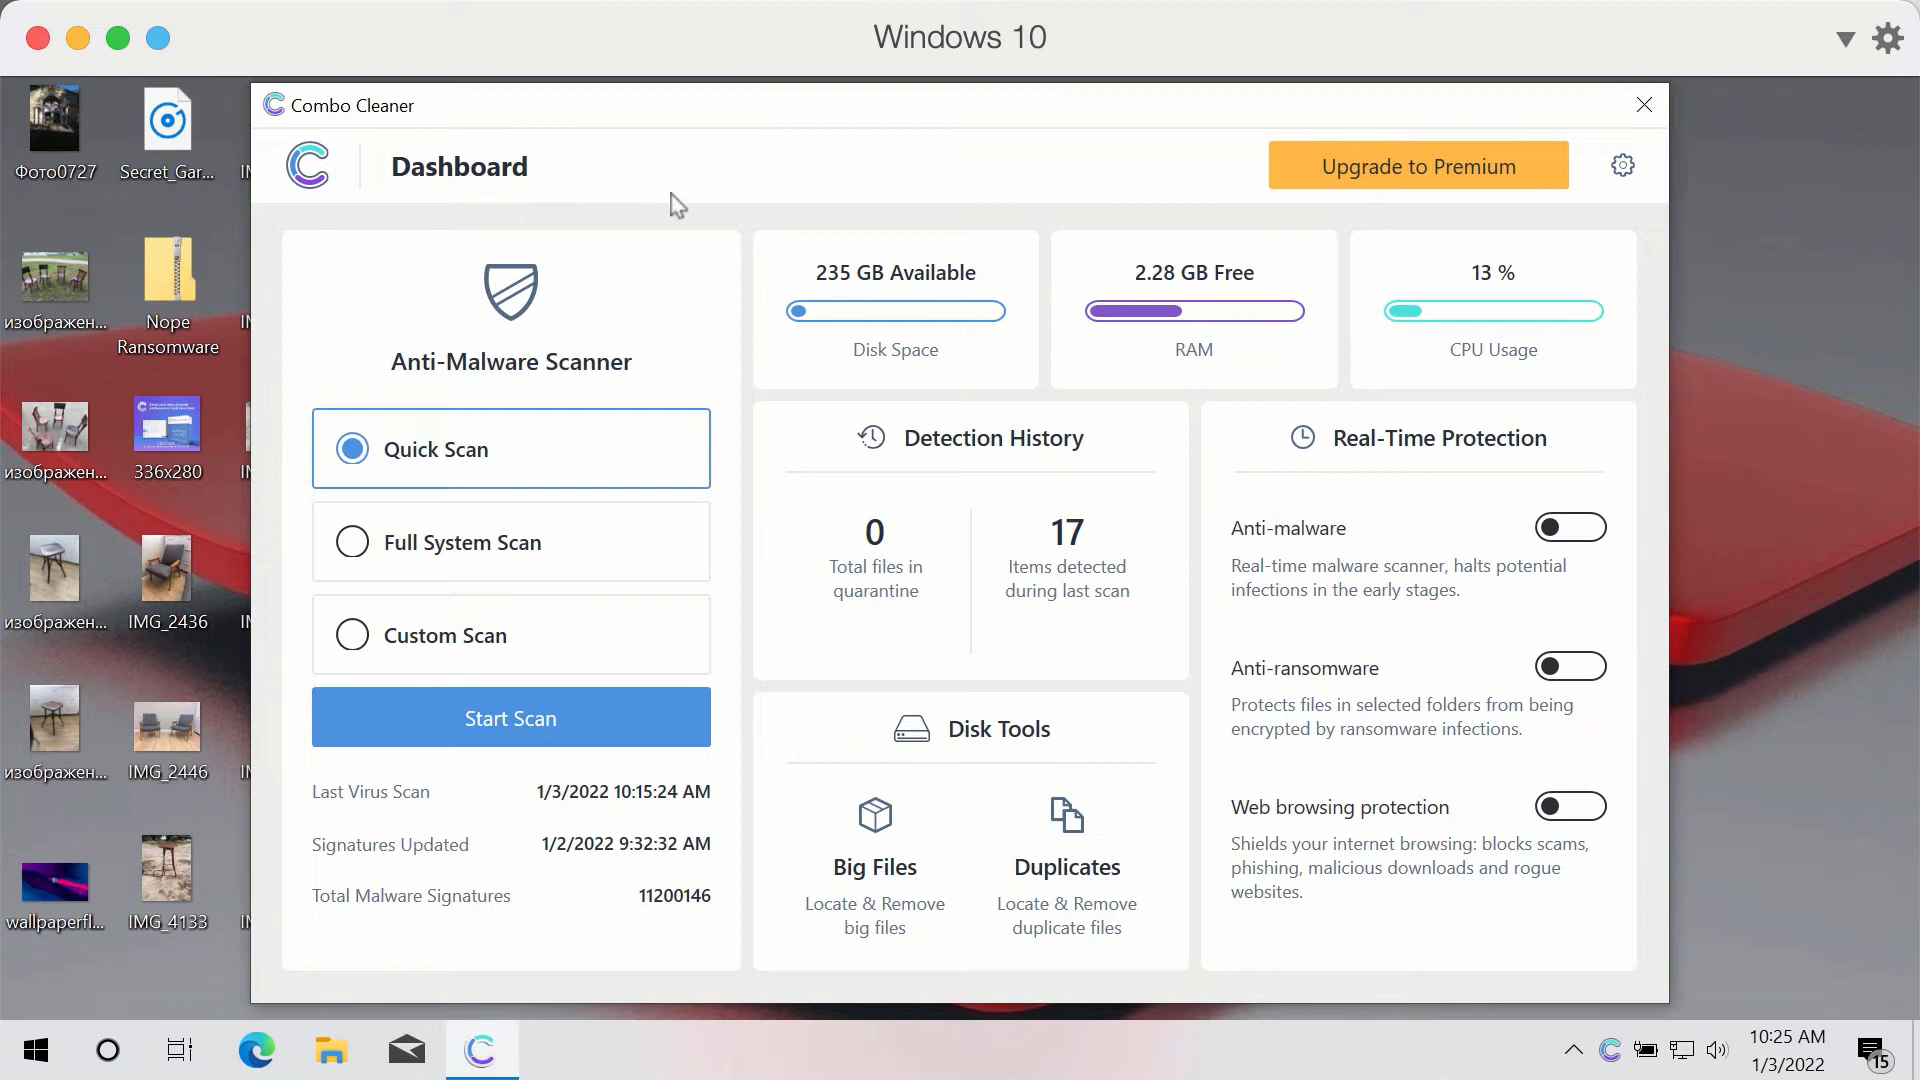 Windows 10
Combo Cleaner
Dashboard
Upgrade to Premium
Фото0727
Secret_Gar...
изображен...
Nope
Ransomware
изображен...
336x280
изображен...
IMG_2436
изображен...
IMG_2446
wallpaperfl...
IMG_4133
Anti-Malware Scanner
Quick Scan
Full System Scan
Custom Scan
Start Scan
Last Virus Scan 1/3/2022 10:15:24 AM
Signatures Updated 1/2/2022 9:32:32 AM
Total Malware Signatures 11200146
235 GB Available
Disk Space
2.28 GB Free
RAM
13 %
CPU Usage
Detection History
0
Total files in
quarantine
17
Items detected
during last scan
Disk Tools
Big Files
Locate & Remove
big files
Duplicates
Locate & Remove
duplicate files
Real-Time Protection
Anti-malware
Real-time malware scanner, halts potential
infections in the early stages.
Anti-ransomware
Protects files in selected folders from being
encrypted by ransomware infections.
Web browsing protection
Shields your internet browsing: blocks scams,
phishing, malicious downloads and rogue
websites.
10:25 AM
1/3/2022
15